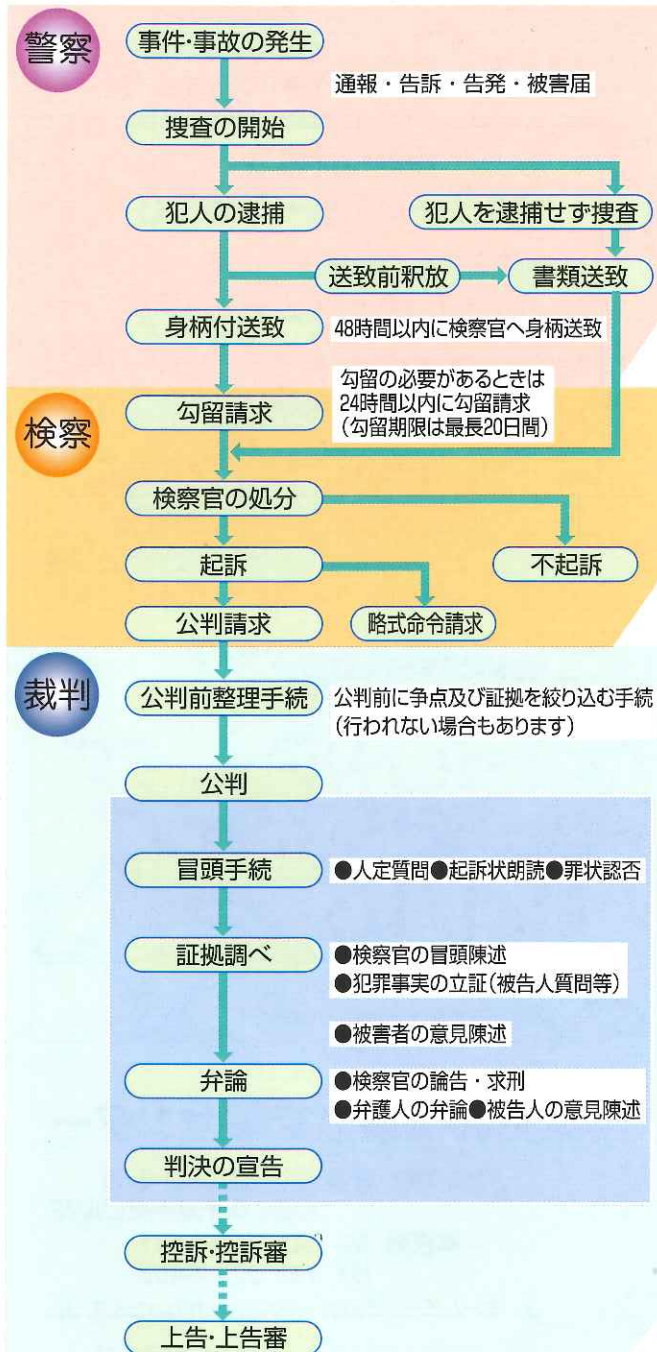 警察
事件・事故の発生
通報・告訴・告発・被害届
捜査の開始
犯人の逮捕
犯人を逮捕せず捜査
送致前釈放
書類送致
身柄付送致
48時間以内に検察官へ身柄送致
勾留の必要があるときは
24時間以内に勾留請求
(勾留期限は最長20日間)
検察
勾留請求
検察官の処分
起訴
不起訴
公判請求
略式命令請求
裁判
公判前整理手続
公判前に争点及び証拠を絞り込む手続
(行われない場合もあります)
公判
冒頭手続
●人定質問●起訴状朗読●罪状認否
証拠調べ
●検察官の冒頭陳述
●犯罪事実の立証(被告人質問等)
●被害者の意見陳述
弁論
●検察官の論告・求刑
●弁護人の弁論●被告人の意見陳述
判決の宣告
控訴・控訴審
上告・上告審